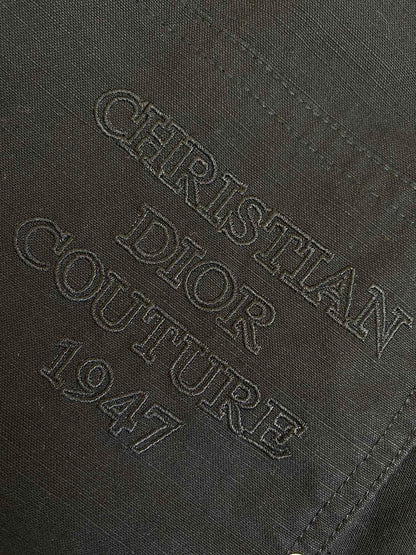 CHRISTIAN
DIOR
COUTURE
1947